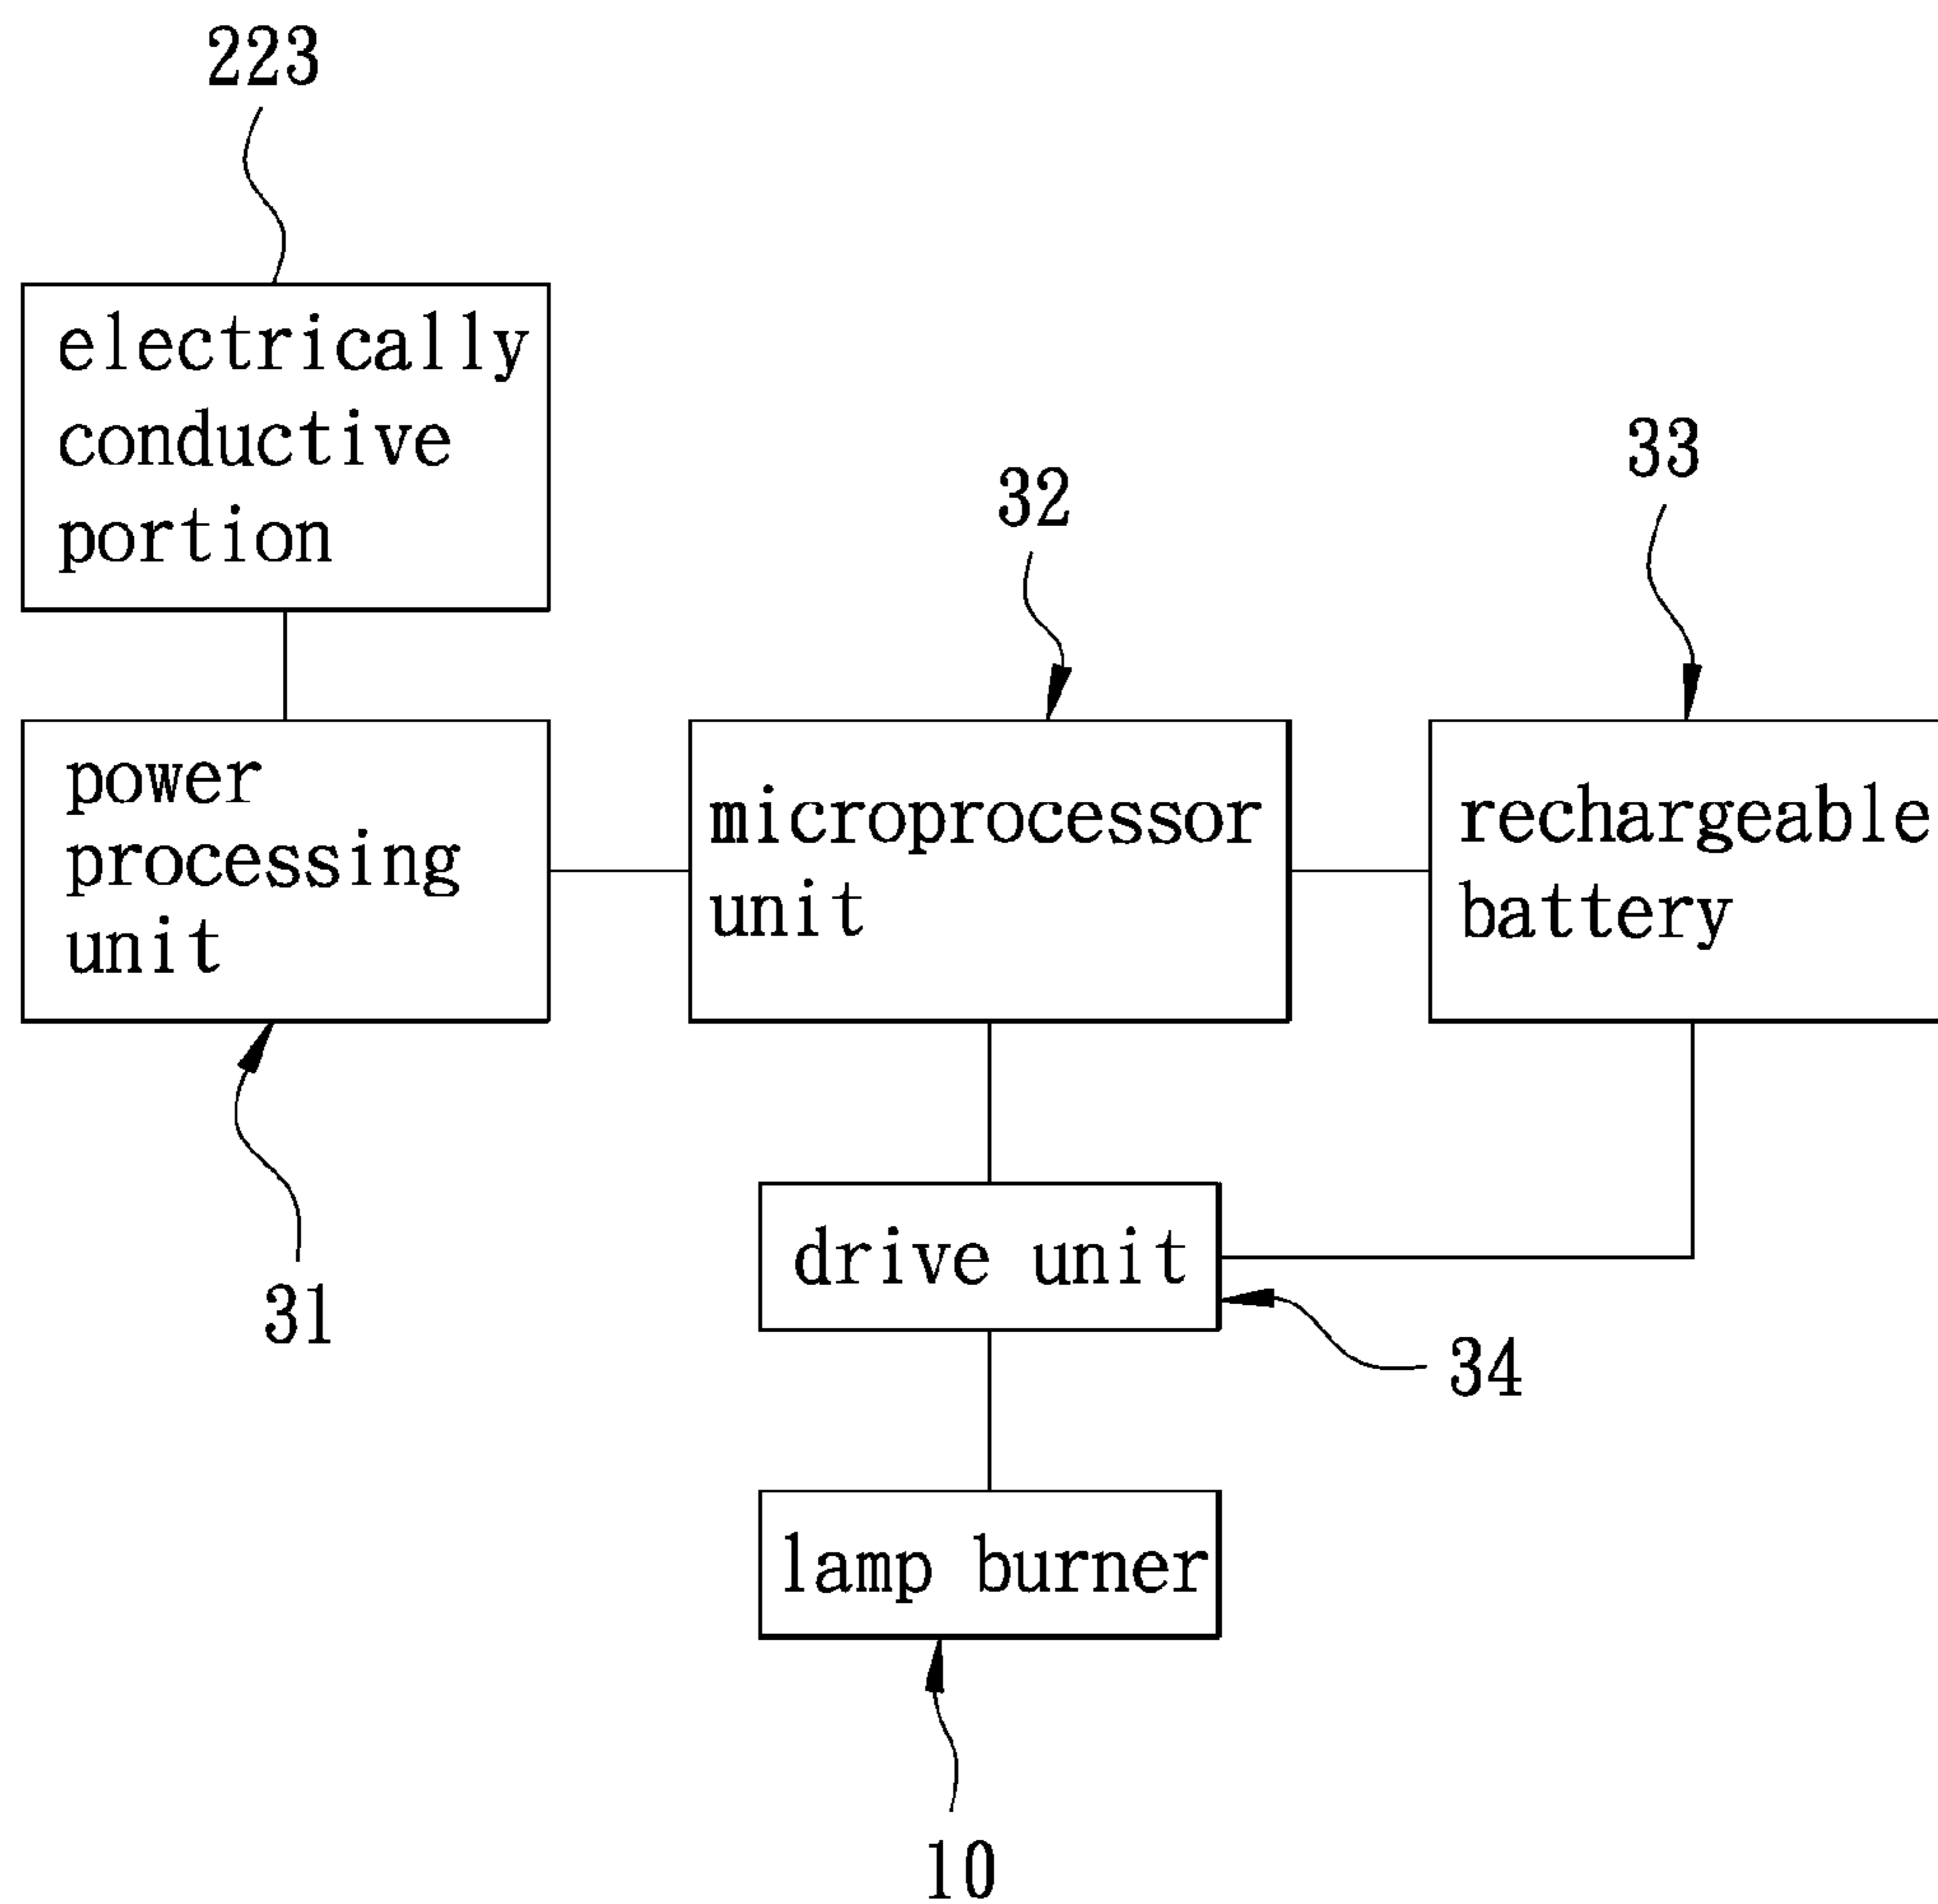 223
electrically
conductive
portion
32
33
power
processing
unit
microprocessor
unit
rechargeable
battery
31
drive unit
34
lamp burner
10